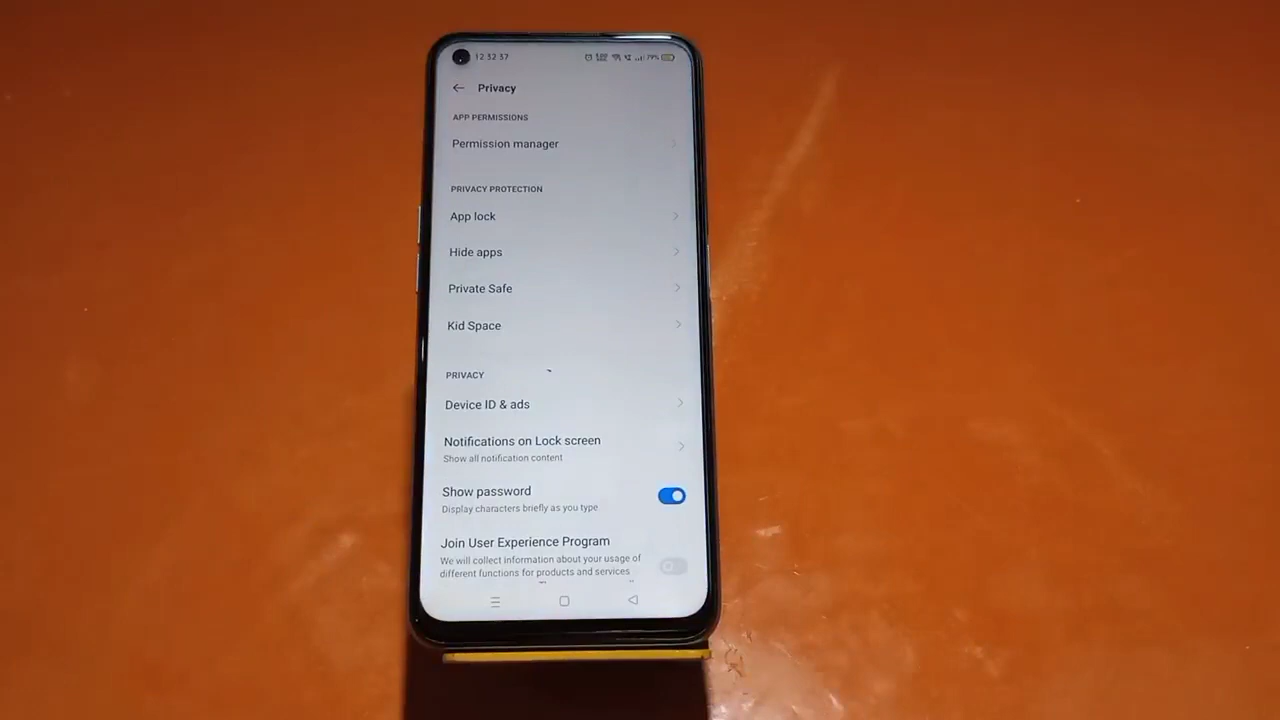 12:32:37
79%
Privacy
APP PERMISSIONS
Permission manager
PRIVACY PROTECTION
App lock
Hide apps
Private Safe
Kid Space
PRIVACY
Device ID & ads
Notifications on Lock screen
Show all notification content
Show password
Display characters briefly as you type
Join User Experience Program
We will collect information about your usage of
different functions for products and services